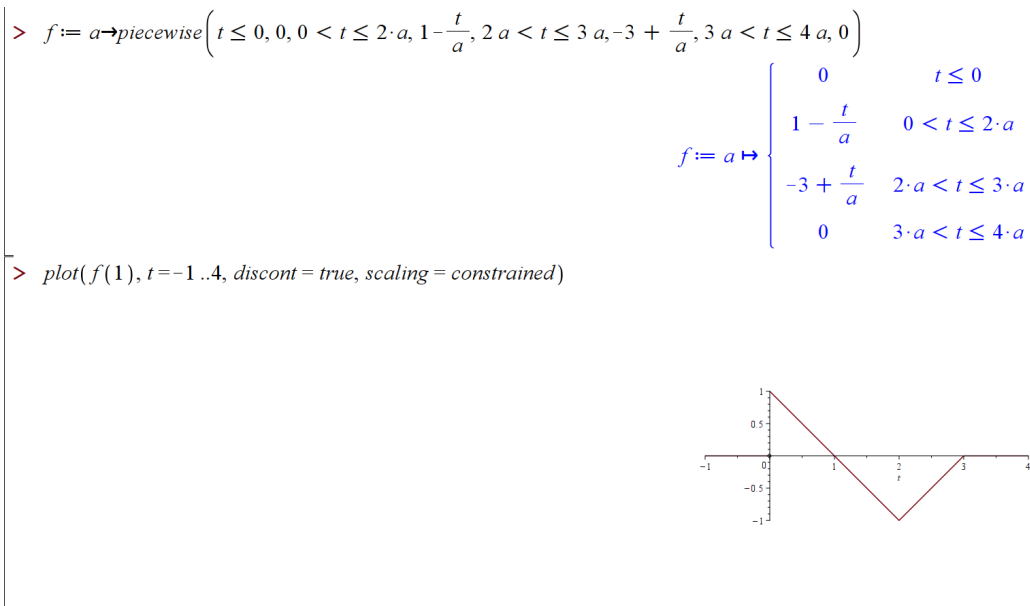 > f := a→piecewise(t ≤ 0, 0, 0 < t ≤ 2·a, 1−t/a, 2 a < t ≤ 3 a, −3 + t/a, 3 a < t ≤ 4 a, 0)
f := a ↦ {
0 t ≤ 0
1 − t/a 0 < t ≤ 2·a
−3 + t/a 2·a < t ≤ 3·a
0 3·a < t ≤ 4·a
> plot(f(1), t=−1 ..4, discont = true, scaling = constrained)
1
0.5
−1 0 1 2 3 4
t
−0.5
−1